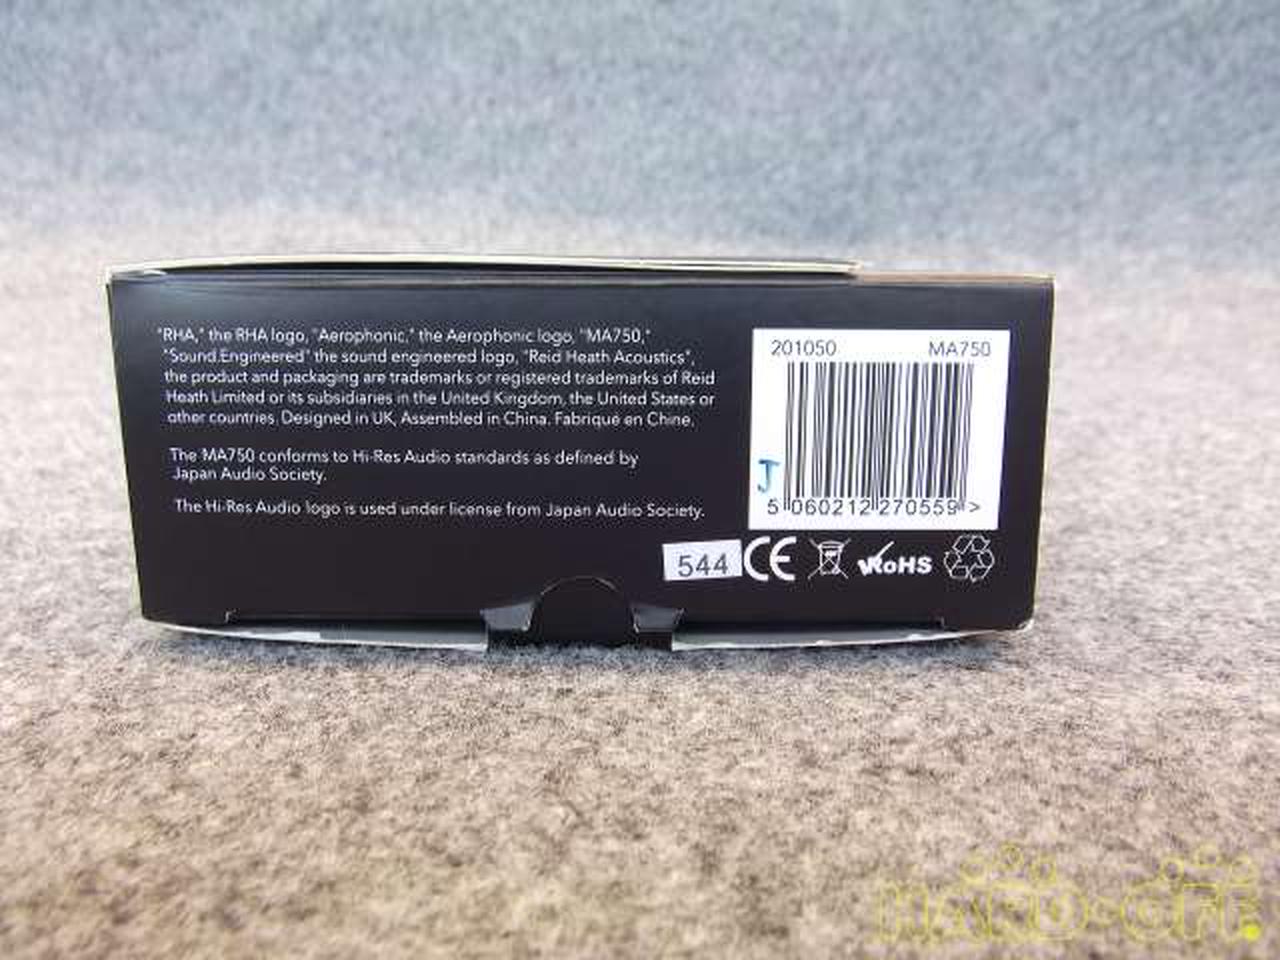 "RHA," the RHA logo, "Aerophonic," the Aerophonic logo, "MA750,"
"Sound.Engineered" the sound engineered logo, "Reid Heath Acoustics",
the product and packaging are trademarks or registered trademarks of Reid
Heath Limited or its subsidiaries in the United Kingdom, the United States or
other countries. Designed in UK, Assembled in China. Fabriqué en Chine.
The MA750 conforms to Hi-Res Audio standards as defined by
Japan Audio Society.
The Hi-Res Audio logo is used under license from Japan Audio Society.
201050 MA750
J
5 060212 270559 >
544 CE RoHS
HARD·OFF